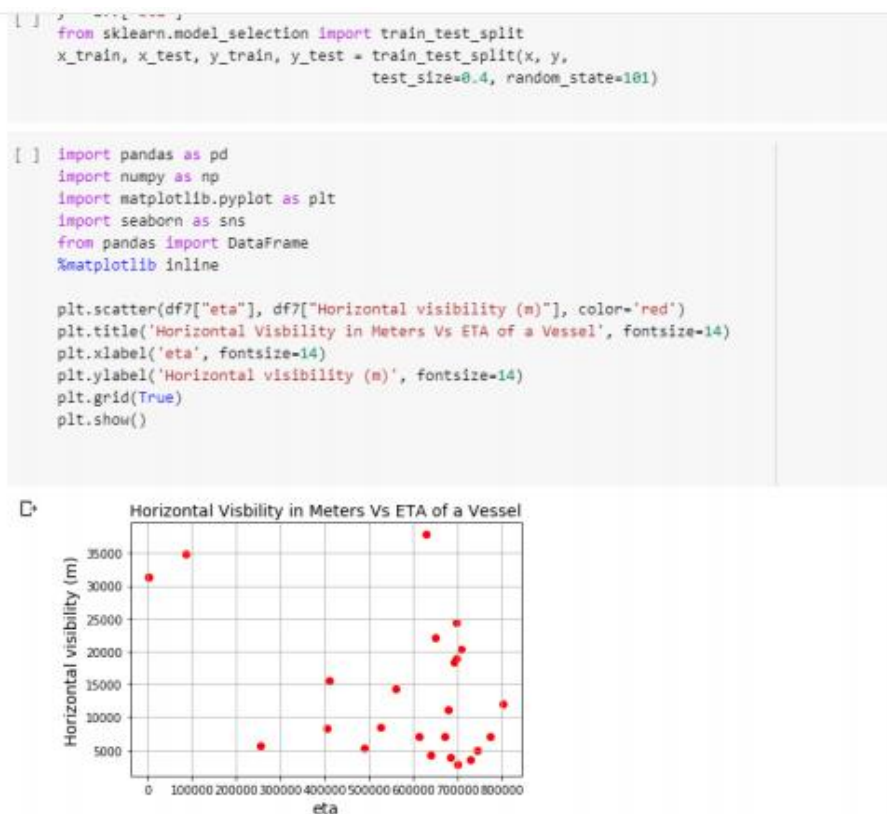 [ ]
from sklearn.model_selection import train_test_split
x_train, x_test, y_train, y_test = train_test_split(x, y,
test_size=0.4, random_state=101)
[ ] import pandas as pd
import numpy as np
import matplotlib.pyplot as plt
import seaborn as sns
from pandas import DataFrame
%matplotlib inline
plt.scatter(df7["eta"], df7["Horizontal visibility (m)"], color='red')
plt.title('Horizontal Visbility in Meters Vs ETA of a Vessel', fontsize=14)
plt.xlabel('eta', fontsize=14)
plt.ylabel('Horizontal visibility (m)', fontsize=14)
plt.grid(True)
plt.show()
Horizontal Visbility in Meters Vs ETA of a Vessel
Horizontal visibility (m)
35000
30000
25000
20000
15000
10000
5000
0 100000 200000 300000 400000 500000 600000 700000 800000
eta